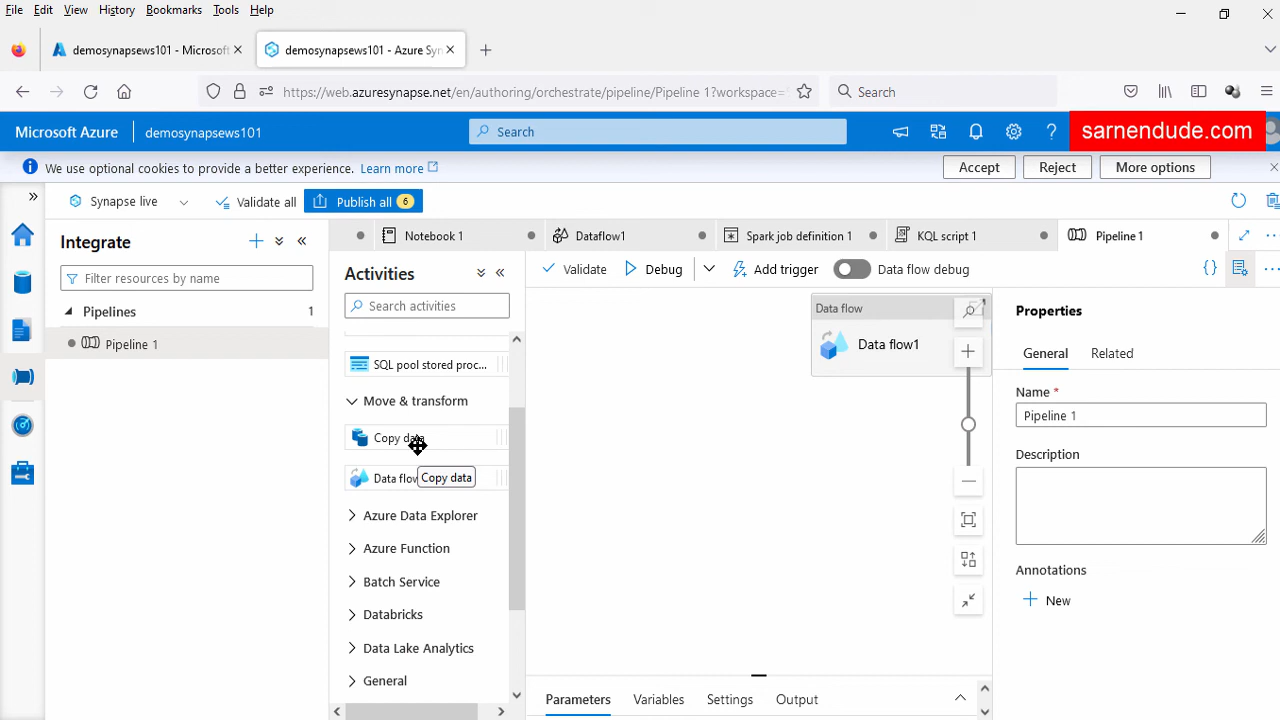 File Edit View History Bookmarks Tools Help
demosynapsews101 - Microsoft
demosynapsews101 - Azure Syn
https://web.azuresynapse.net/en/authoring/orchestrate/pipeline/Pipeline 1?workspace=
Search
Microsoft Azure
demosynapsews101
Search
sarnendude.com
We use optional cookies to provide a better experience. Learn more
Accept
Reject
More options
Synapse live
Validate all
Publish all 6
Integrate
Filter resources by name
Pipelines 1
Pipeline 1
Notebook 1
Dataflow1
Spark job definition 1
KQL script 1
Pipeline 1
Activities
Search activities
SQL pool stored proc...
Move & transform
Copy data
Data flow
Copy data
Azure Data Explorer
Azure Function
Batch Service
Databricks
Data Lake Analytics
General
Validate
Debug
Add trigger
Data flow debug
Data flow
Data flow1
Parameters
Variables
Settings
Output
Properties
General
Related
Name *
Pipeline 1
Description
Annotations
New